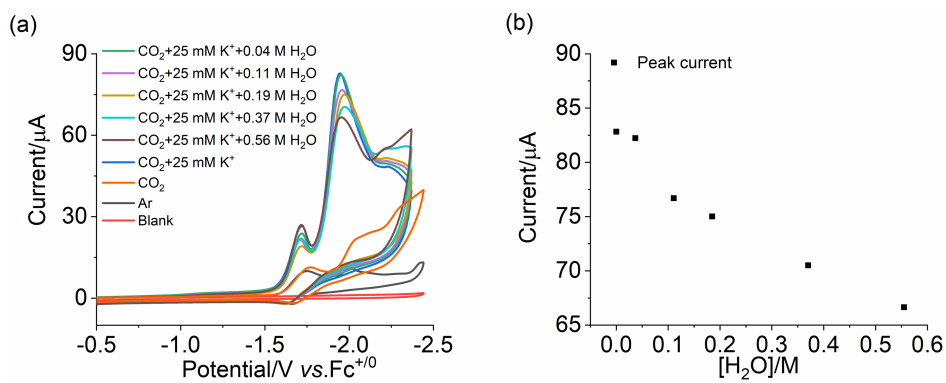 (a)
CO₂+25 mM K⁺+0.04 M H₂O
CO₂+25 mM K⁺+0.11 M H₂O
CO₂+25 mM K⁺+0.19 M H₂O
CO₂+25 mM K⁺+0.37 M H₂O
CO₂+25 mM K⁺+0.56 M H₂O
CO₂+25 mM K⁺
CO₂
Ar
Blank
90
60
30
0
Current/μA
-0.5
-1.0
-1.5
-2.0
-2.5
Potential/V vs.Fc⁺ᐟ⁰
(b)
Peak current
90
85
80
75
70
65
Current/μA
0.0
0.1
0.2
0.3
0.4
0.5
0.6
[H₂O]/M